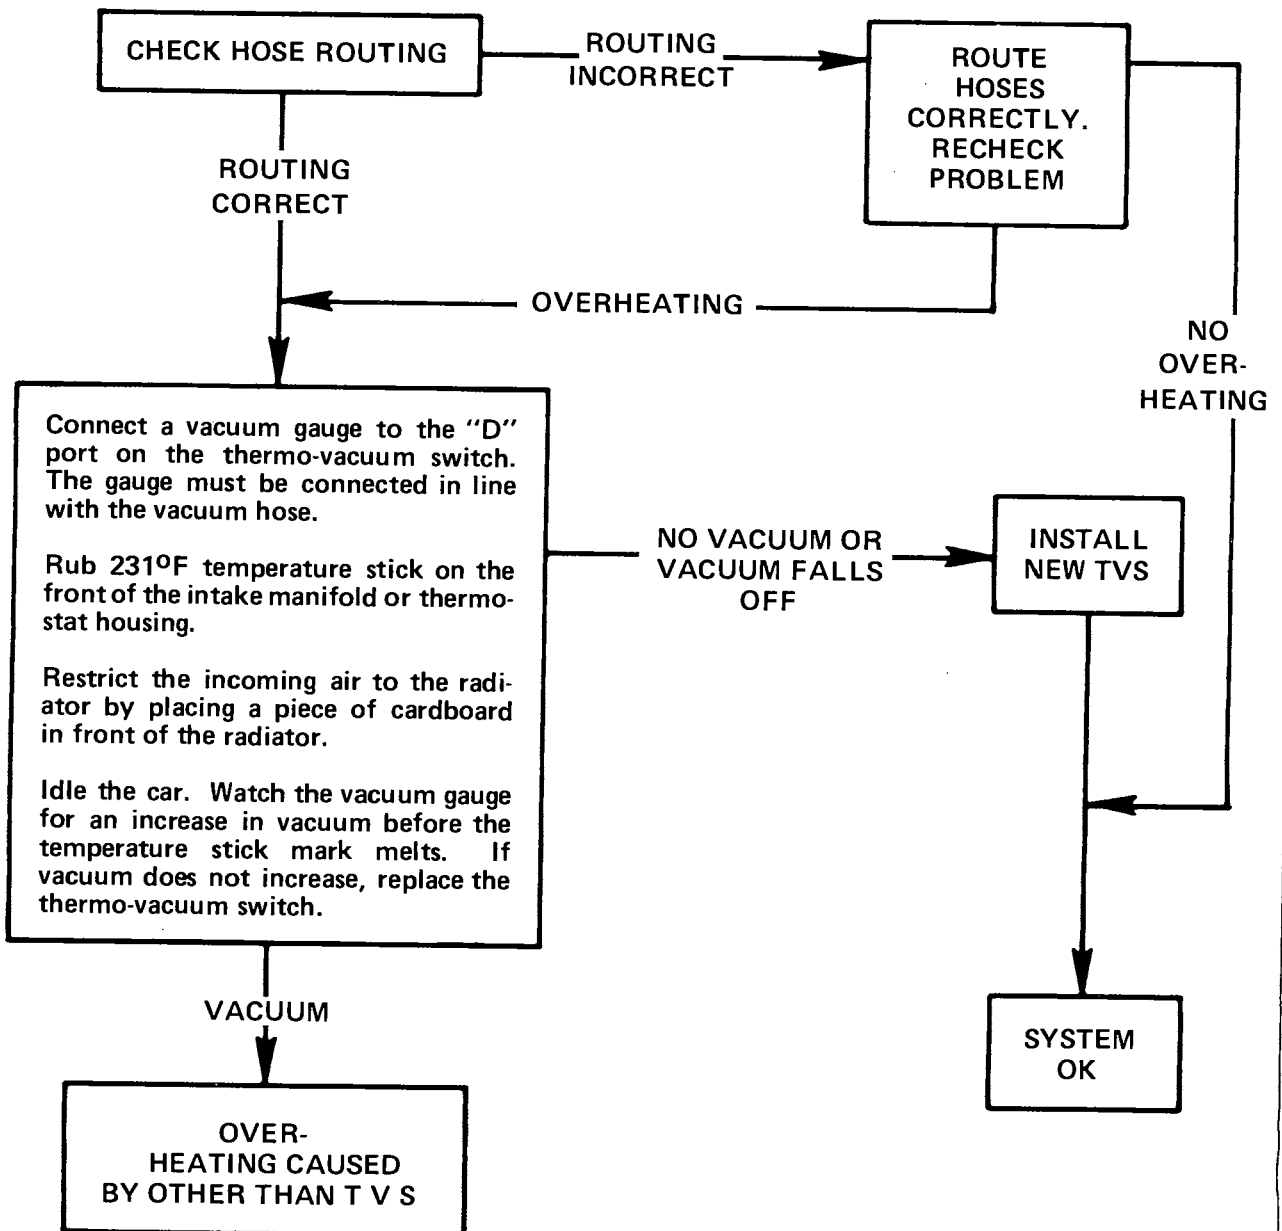 CHECK HOSE ROUTING
ROUTING
INCORRECT
ROUTE
HOSES
CORRECTLY.
RECHECK
PROBLEM
ROUTING
CORRECT
OVERHEATING
NO
OVER-
HEATING
Connect a vacuum gauge to the "D"
port on the thermo-vacuum switch.
The gauge must be connected in line
with the vacuum hose.
Rub 231°F temperature stick on the
front of the intake manifold or thermo-
stat housing.
Restrict the incoming air to the radi-
ator by placing a piece of cardboard
in front of the radiator.
Idle the car. Watch the vacuum gauge
for an increase in vacuum before the
temperature stick mark melts. If
vacuum does not increase, replace the
thermo-vacuum switch.
NO VACUUM OR
VACUUM FALLS
OFF
INSTALL
NEW TVS
VACUUM
SYSTEM
OK
OVER-
HEATING CAUSED
BY OTHER THAN T V S